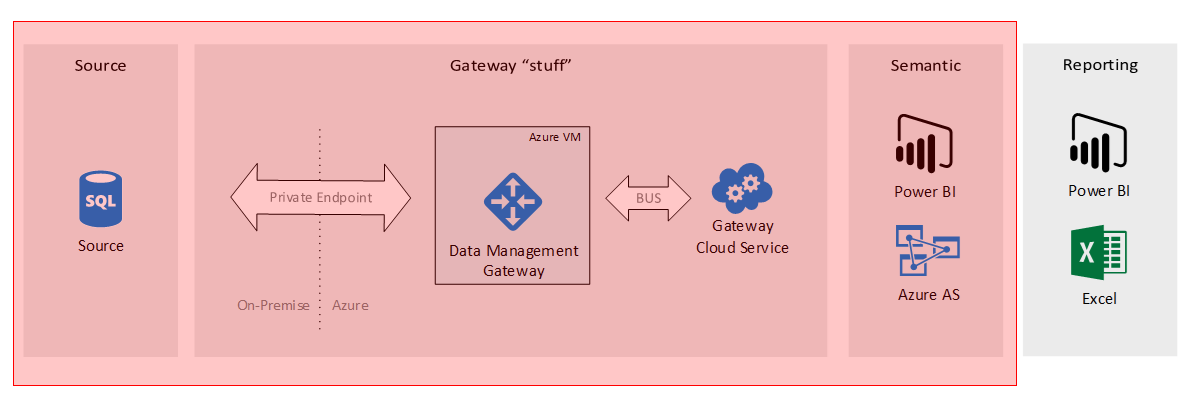 Source
Gateway “stuff”
Semantic
Reporting
Azure VM
SQL
Source
Private Endpoint
On-Premise
Azure
Data Management
Gateway
BUS
Gateway
Cloud Service
Power BI
Azure AS
Power BI
X
Excel